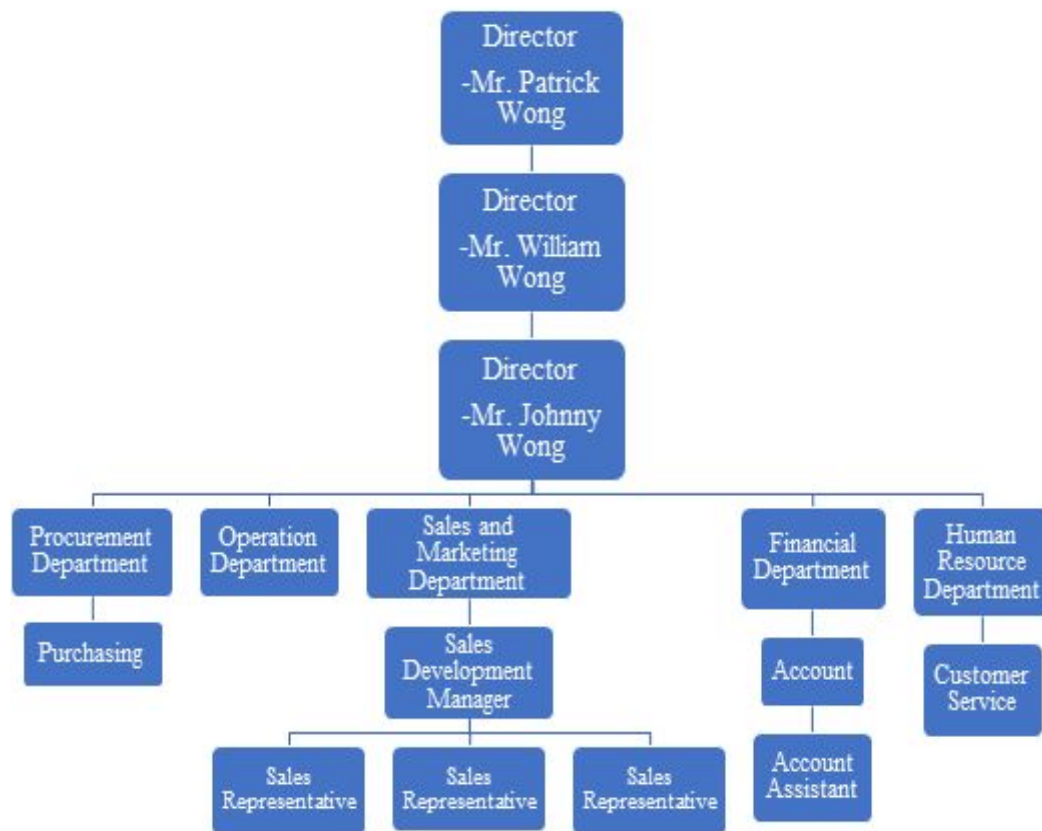 Director
-Mr. Patrick
Wong
Director
-Mr. William
Wong
Director
-Mr. Johnny
Wong
Procurement
Department
Operation
Department
Sales and
Marketing
Department
Financial
Department
Human
Resource
Department
Purchasing
Sales
Development
Manager
Account
Customer
Service
Sales
Representative
Sales
Representative
Sales
Representative
Account
Assistant